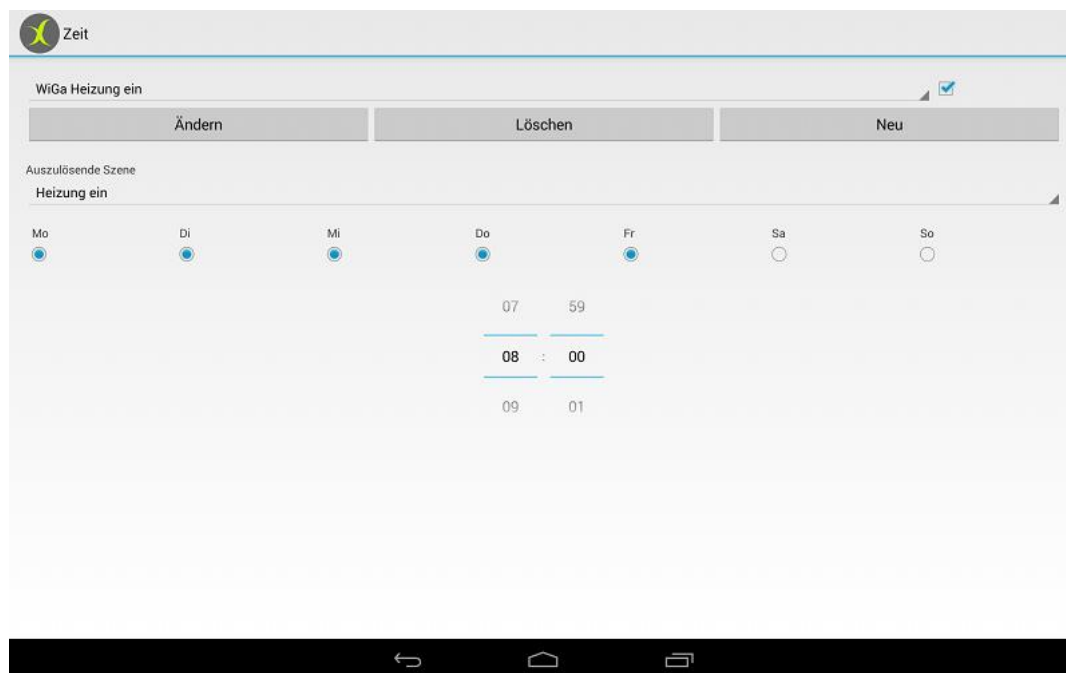 Zeit
WiGa Heizung ein
Ändern Löschen Neu
Auszulösende Szene
Heizung ein
Mo Di Mi Do Fr Sa So
07 59
08 : 00
09 01